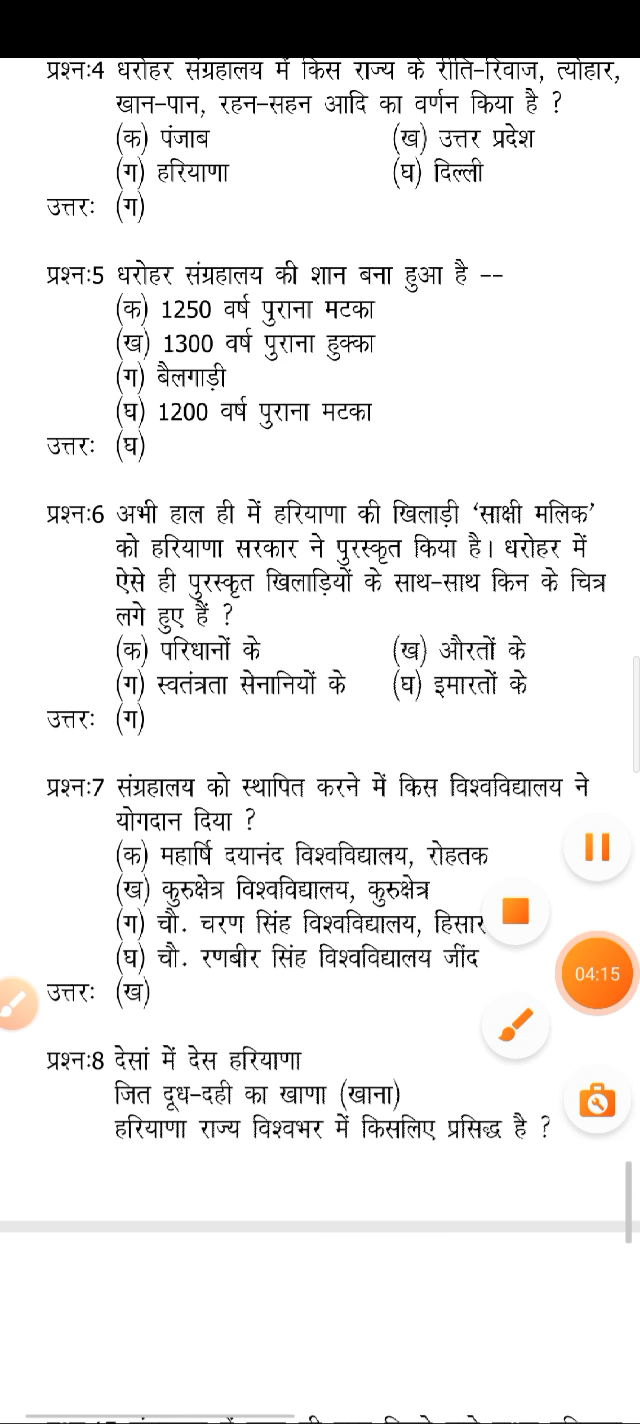 प्रश्न:4 धरोहर संग्रहालय में किस राज्य के रीति-रिवाज, त्योहार,
खान-पान, रहन-सहन आदि का वर्णन किया है ?
(क) पंजाब (ख) उत्तर प्रदेश
(ग) हरियाणा (घ) दिल्ली
उत्तरः (ग)
प्रश्न:5 धरोहर संग्रहालय की शान बना हुआ है --
(क) 1250 वर्ष पुराना मटका
(ख) 1300 वर्ष पुराना हुक्का
(ग) बैलगाड़ी
(घ) 1200 वर्ष पुराना मटका
उत्तरः (घ)
प्रश्न:6 अभी हाल ही में हरियाणा की खिलाड़ी ‘साक्षी मलिक’
को हरियाणा सरकार ने पुरस्कृत किया है। धरोहर में
ऐसे ही पुरस्कृत खिलाड़ियों के साथ-साथ किन के चित्र
लगे हुए हैं ?
(क) परिधानों के (ख) औरतों के
(ग) स्वतंत्रता सेनानियों के (घ) इमारतों के
उत्तरः (ग)
प्रश्न:7 संग्रहालय को स्थापित करने में किस विश्वविद्यालय ने
योगदान दिया ?
(क) महार्षि दयानंद विश्वविद्यालय, रोहतक
(ख) कुरुक्षेत्र विश्वविद्यालय, कुरुक्षेत्र
(ग) चौ. चरण सिंह विश्वविद्यालय, हिसार
(घ) चौ. रणबीर सिंह विश्वविद्यालय जींद
उत्तरः (ख)
04:15
प्रश्न:8 देसां में देस हरियाणा
जित दूध-दही का खाणा (खाना)
हरियाणा राज्य विश्वभर में किसलिए प्रसिद्ध है ?